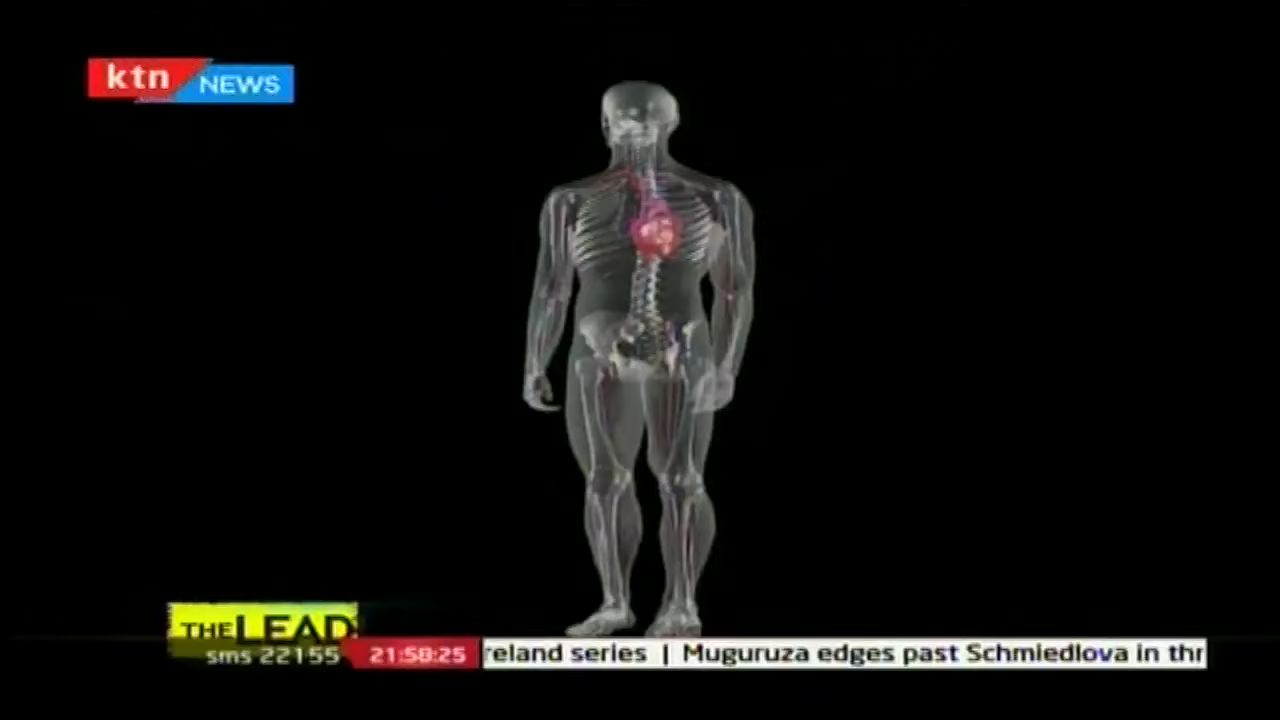 ktn NEWS
THE LEAD
sms 22155
21:58:25
reland series | Muguruza edges past Schmiedlova in thr